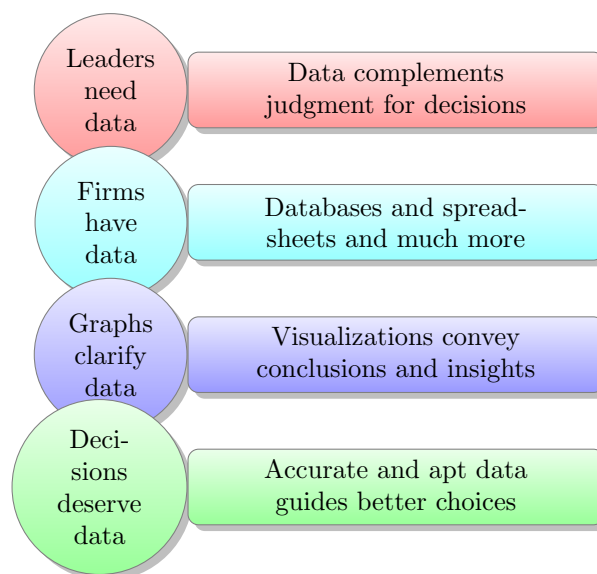 Leaders
need
data
Data complements
judgment for decisions
Firms
have
data
Databases and spread-
sheets and much more
Graphs
clarify
data
Visualizations convey
conclusions and insights
Deci-
sions
deserve
data
Accurate and apt data
guides better choices